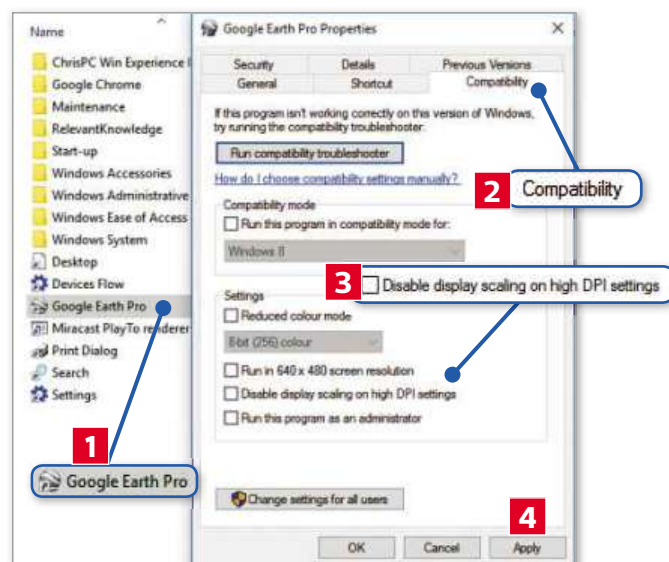 Name
ChrisPC Win Experience I
Google Chrome
Maintenance
RelevantKnowledge
Start-up
Windows Accessories
Windows Administrative
Windows Ease of Access
Windows System
Desktop
Devices Flow
Google Earth Pro
Miracast PlayTo renderer
Print Dialog
Search
Settings
1
Google Earth Pro
Google Earth Pro Properties
Security Details Previous Versions
General Shortcut Compatibility
If this program isn't working correctly on this version of Windows,
try running the compatibility troubleshooter.
Run compatibility troubleshooter
How do I choose compatibility settings manually?
2 Compatibility
Compatibility mode
Run this program in compatibility mode for:
Windows 8
3 Disable display scaling on high DPI settings
Settings
Reduced colour mode
8-bit (256) colour
Run in 640 x 480 screen resolution
Disable display scaling on high DPI settings
Run this program as an administrator
Change settings for all users
4
OK Cancel Apply